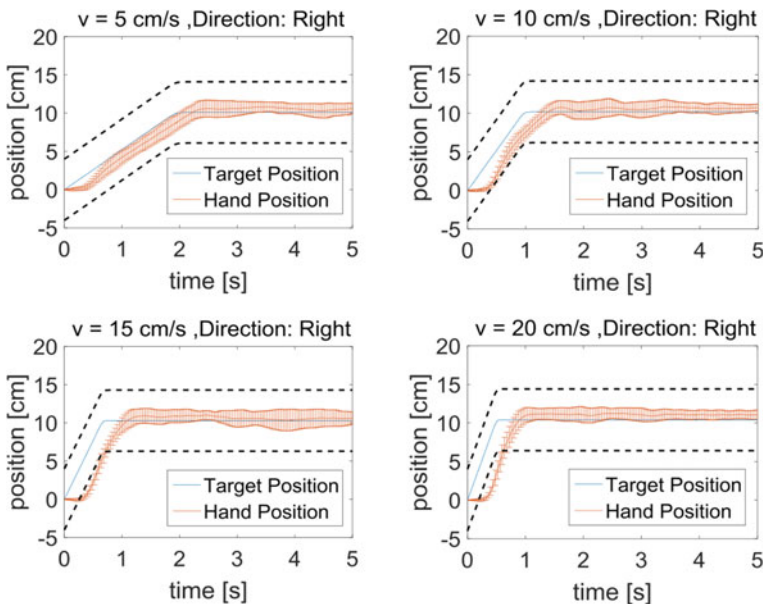 v = 5 cm/s ,Direction: Right
20
15
10
5
0
-5
position [cm]
Target Position
Hand Position
0 1 2 3 4 5
time [s]
v = 10 cm/s ,Direction: Right
20
15
10
5
0
-5
position [cm]
Target Position
Hand Position
0 1 2 3 4 5
time [s]
v = 15 cm/s ,Direction: Right
20
15
10
5
0
-5
position [cm]
Target Position
Hand Position
0 1 2 3 4 5
time [s]
v = 20 cm/s ,Direction: Right
20
15
10
5
0
-5
position [cm]
Target Position
Hand Position
0 1 2 3 4 5
time [s]